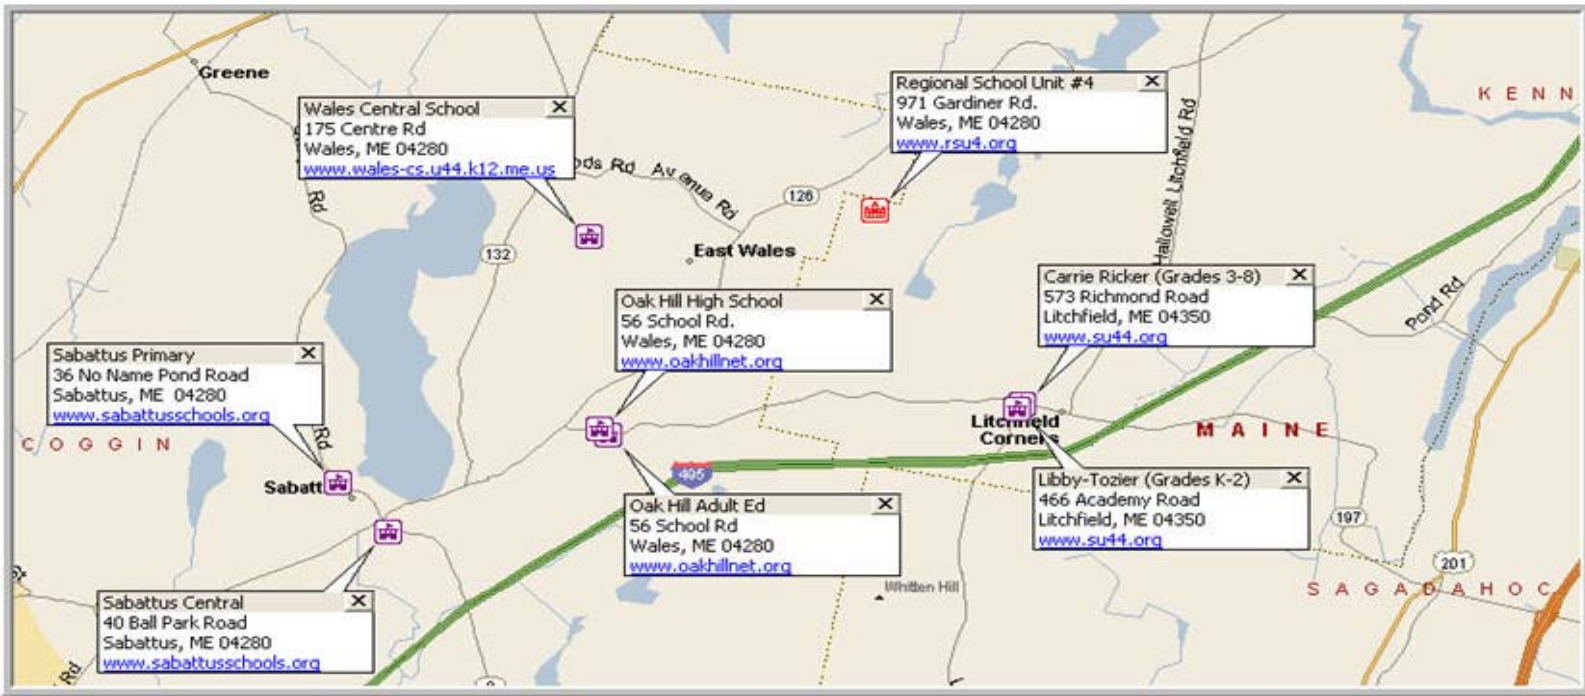 Greene
KENN
Wales Central School
175 Centre Rd
Wales, ME 04280
www.wales-cs.u44.k12.me.us
Regional School Unit #4
971 Gardiner Rd.
Wales, ME 04280
www.rsu4.org
Rd
Rd Avenue Rd
126
Hallowell Litchfield Rd
132
East Wales
Oak Hill High School
56 School Rd.
Wales, ME 04280
www.oakhillnet.org
Carrie Ricker (Grades 3-8)
573 Richmond Road
Litchfield, ME 04350
www.su44.org
Pond Rd
Sabattus Primary
36 No Name Pond Road
Sabattus, ME 04280
www.sabattusschools.org
Rd
COGGIN
Litchfield
Corners
MAINE
Sabatt
495
Oak Hill Adult Ed
56 School Rd
Wales, ME 04280
www.oakhillnet.org
Libby-Tozier (Grades K-2)
466 Academy Road
Litchfield, ME 04350
www.su44.org
197
201
Whitten Hill
SAGADAHOC
Sabattus Central
40 Ball Park Road
Sabattus, ME 04280
www.sabattusschools.org
Rd